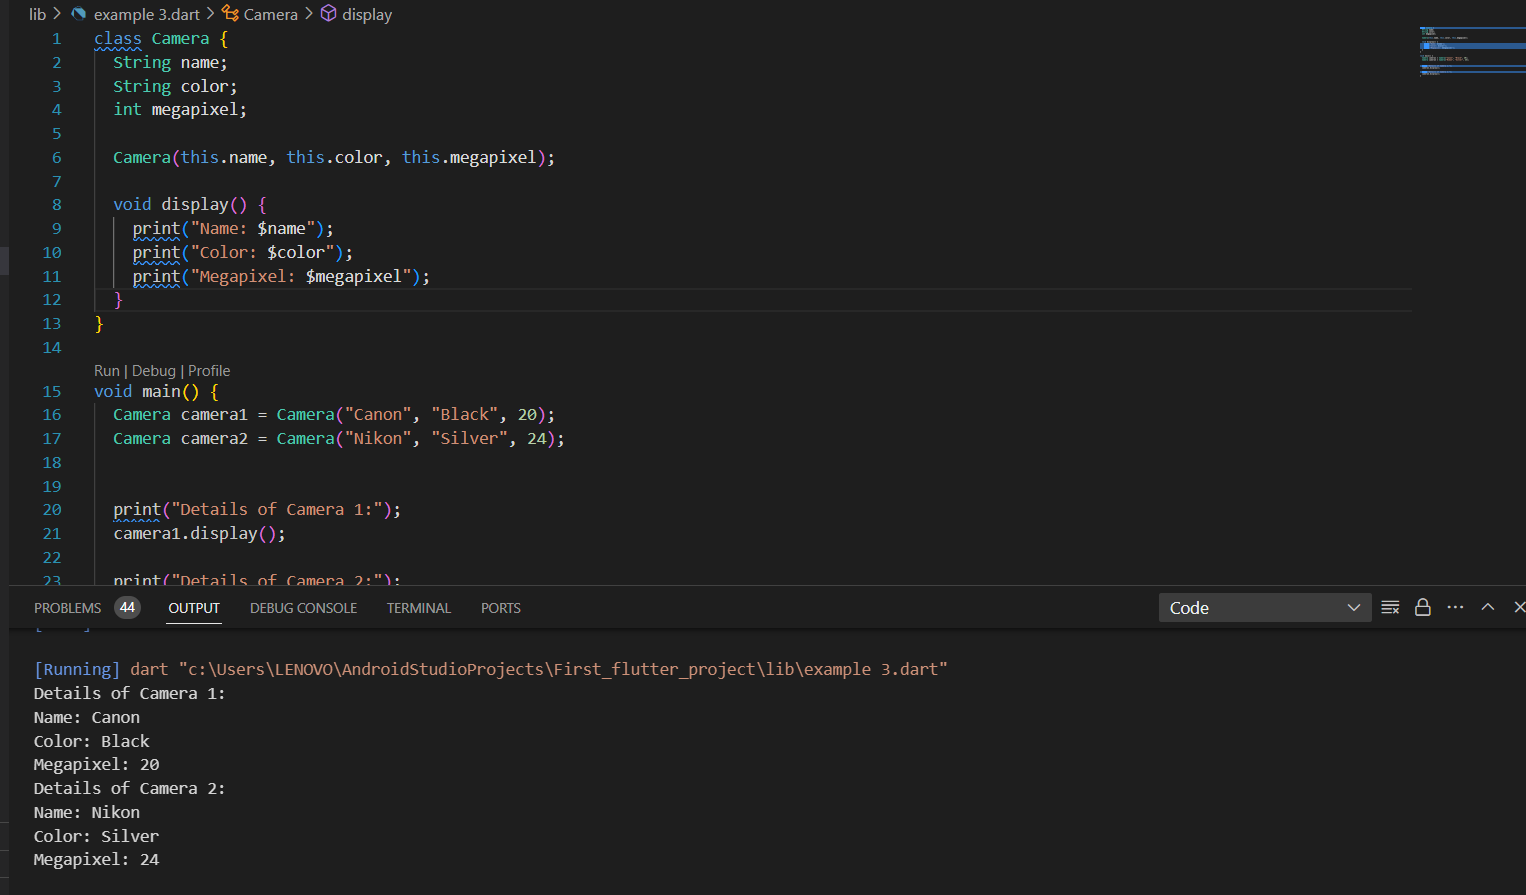 lib > example 3.dart > Camera > display
1 class Camera {
2   String name;
3   String color;
4   int megapixel;
5
6   Camera(this.name, this.color, this.megapixel);
7
8   void display() {
9     print("Name: $name");
10     print("Color: $color");
11     print("Megapixel: $megapixel");
12   }
13 }
14
Run | Debug | Profile
15 void main() {
16   Camera camera1 = Camera("Canon", "Black", 20);
17   Camera camera2 = Camera("Nikon", "Silver", 24);
18
19
20   print("Details of Camera 1:");
21   camera1.display();
22
23   print("Details of Camera 2:");
PROBLEMS 44 OUTPUT DEBUG CONSOLE TERMINAL PORTS Code
[Running] dart "c:\Users\LENOVO\AndroidStudioProjects\First_flutter_project\lib\example 3.dart"
Details of Camera 1:
Name: Canon
Color: Black
Megapixel: 20
Details of Camera 2:
Name: Nikon
Color: Silver
Megapixel: 24